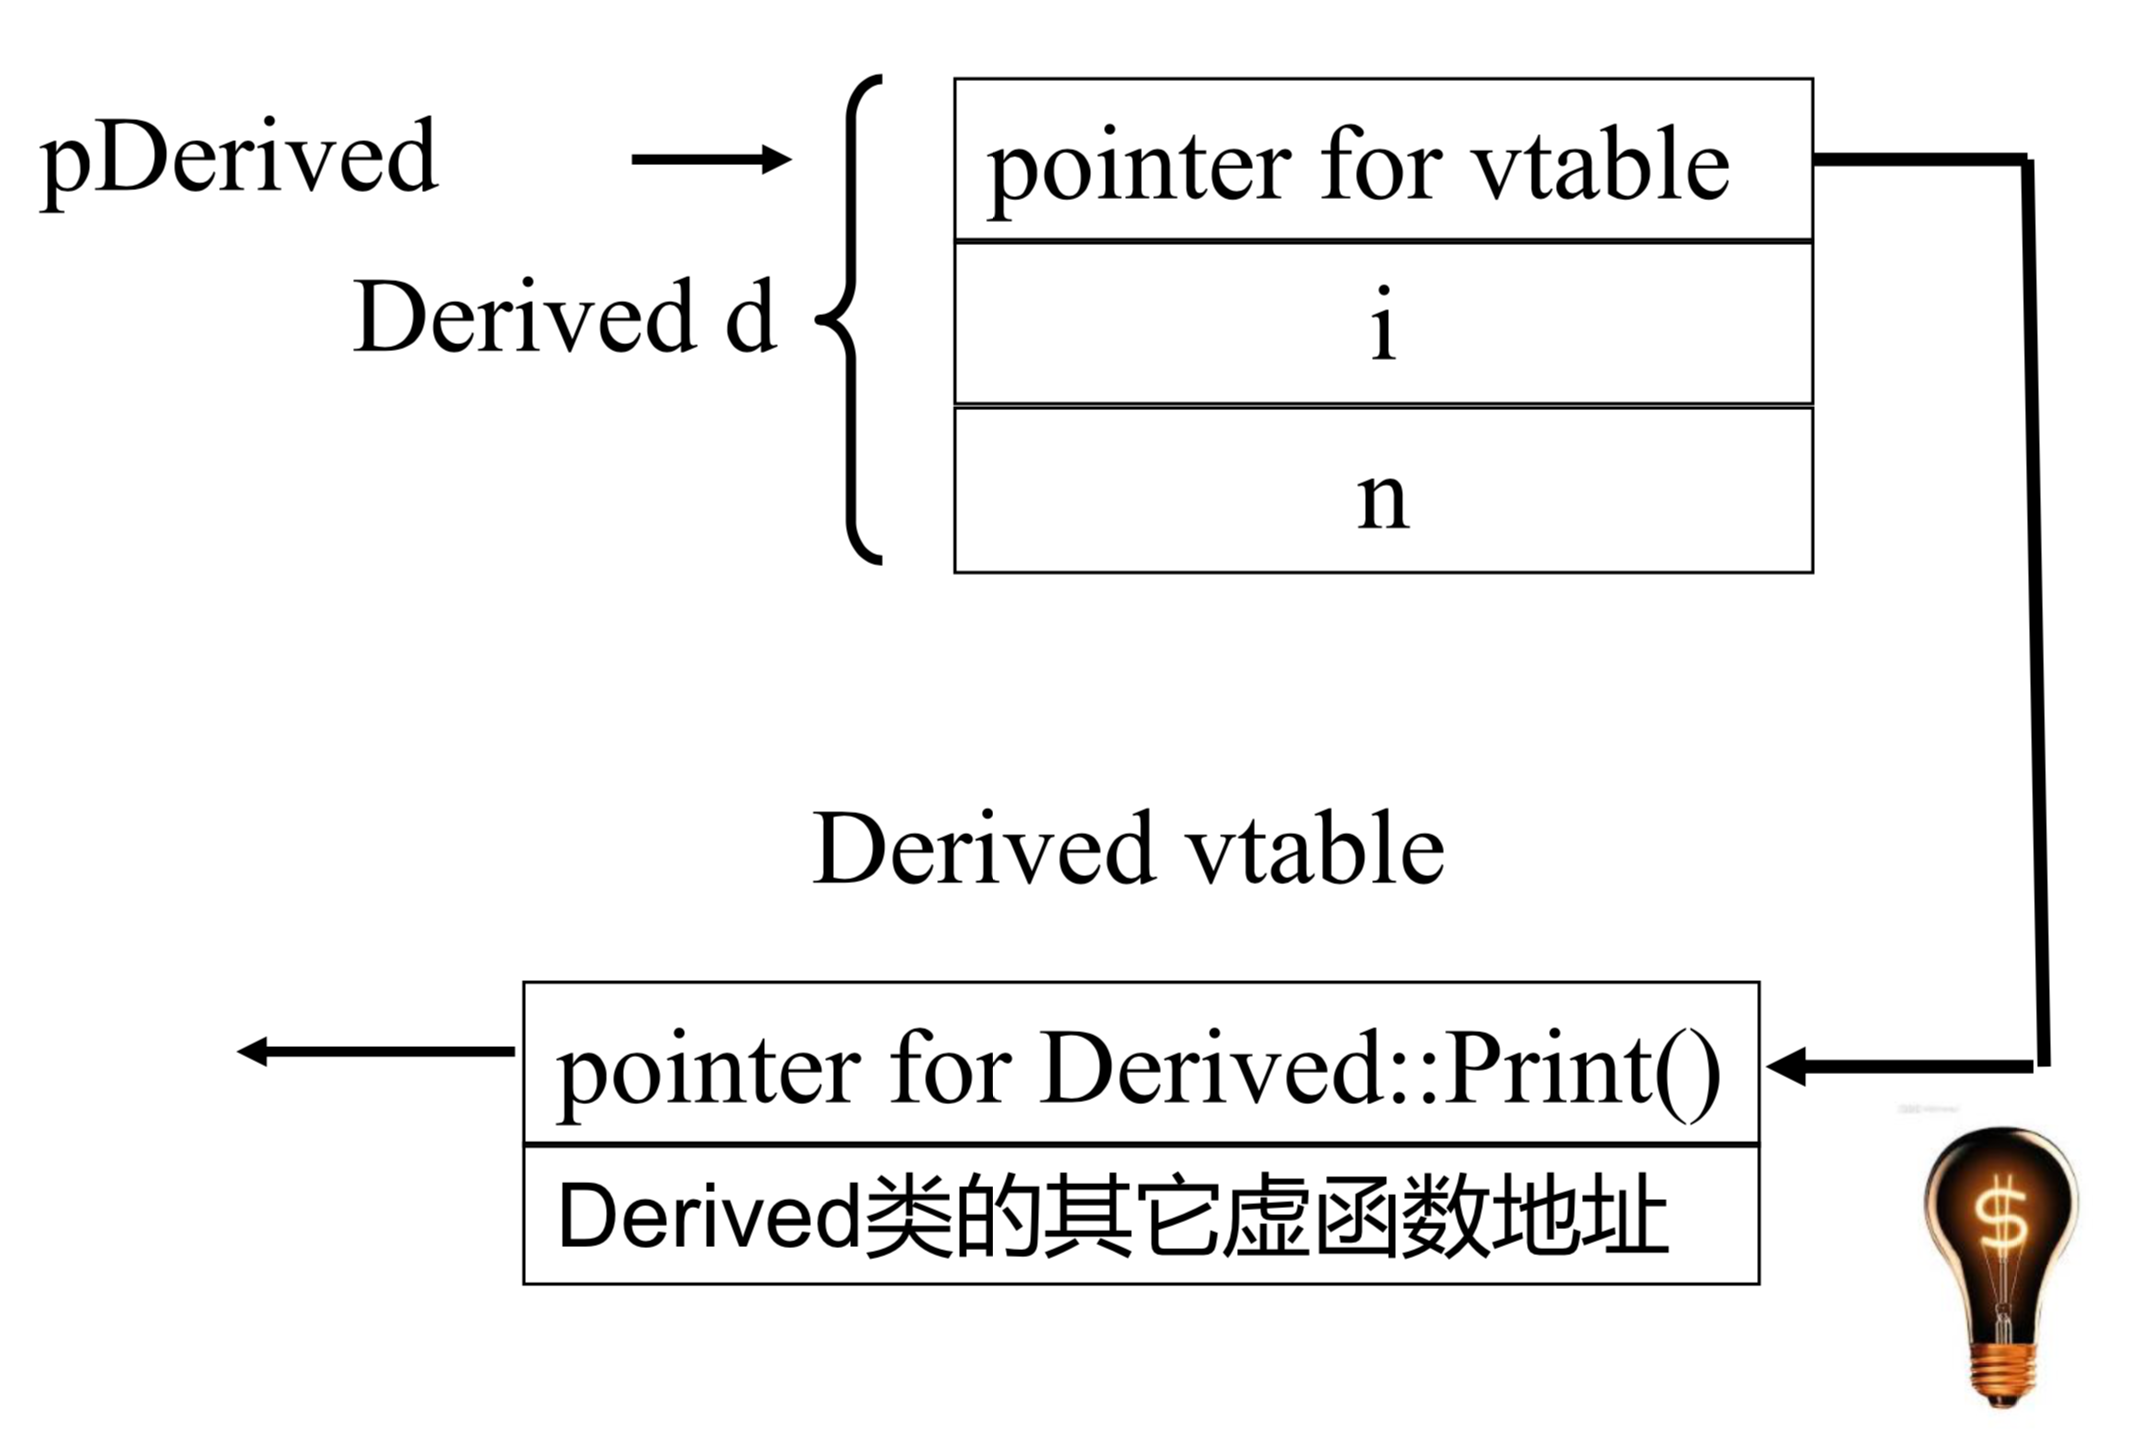 pDerived
pointer for vtable
Derived d
i
n
Derived vtable
pointer for Derived::Print()
Derived类的其它虚函数地址
$